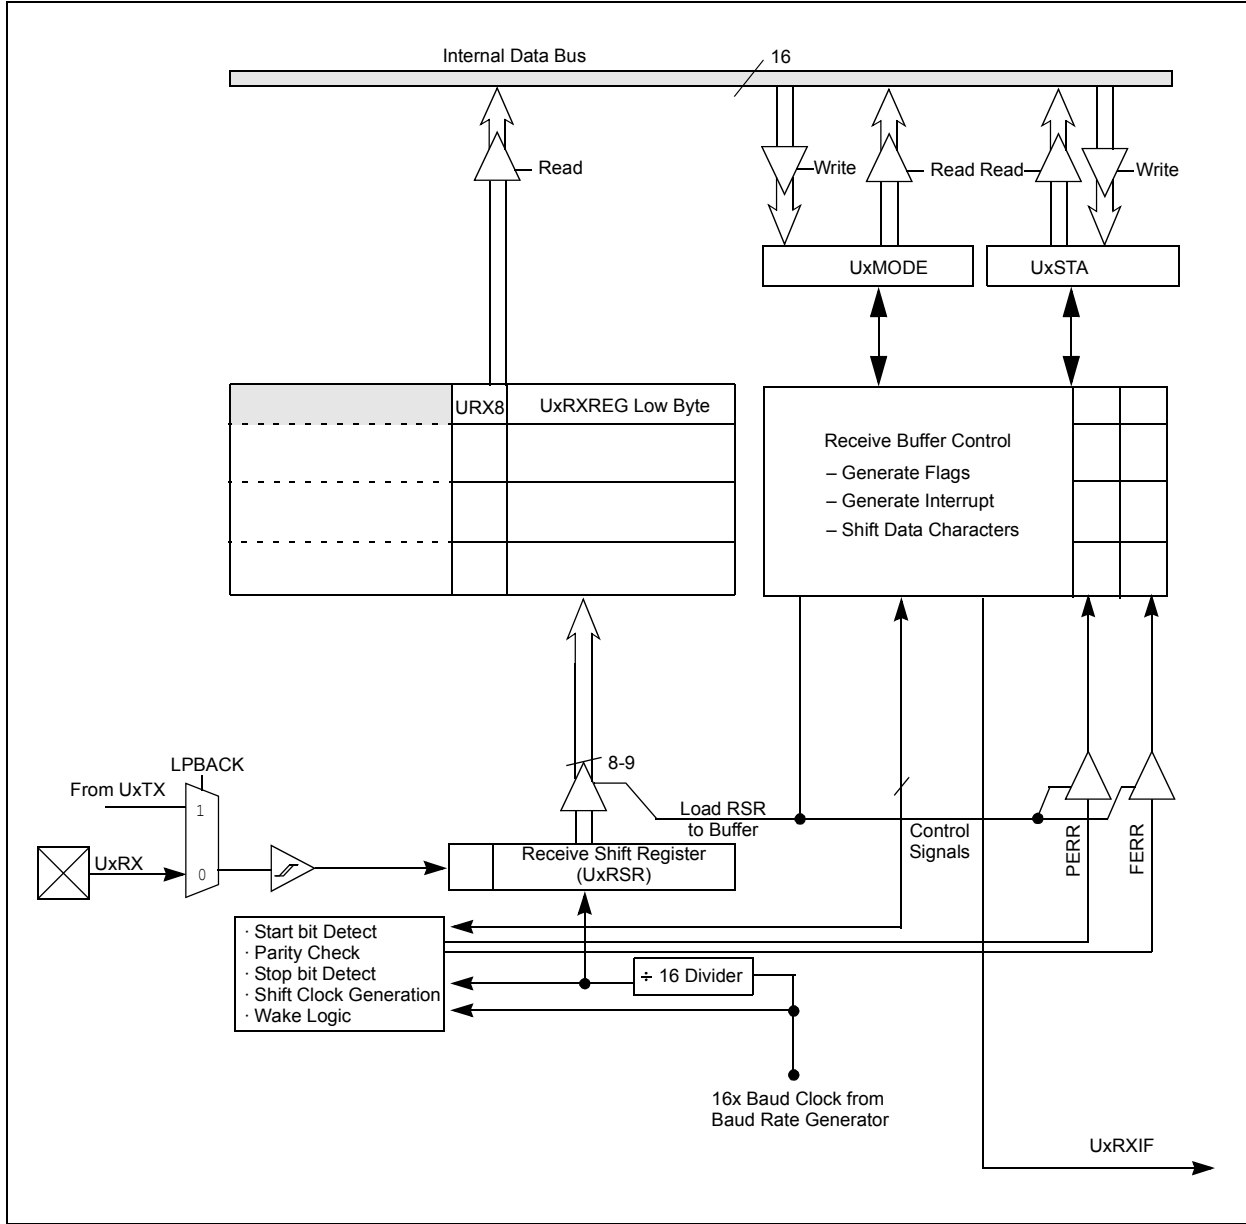 Internal Data Bus
16
Read
Write
Read Read
Write
UxMODE
UxSTA
URX8
UxRXREG Low Byte
Receive Buffer Control
– Generate Flags
– Generate Interrupt
– Shift Data Characters
LPBACK
From UxTX
1
UxRX
0
8-9
Load RSR
to Buffer
Control
Signals
PERR
FERR
Receive Shift Register
(UxRSR)
· Start bit Detect
· Parity Check
· Stop bit Detect
· Shift Clock Generation
· Wake Logic
÷ 16 Divider
16x Baud Clock from
Baud Rate Generator
UxRXIF